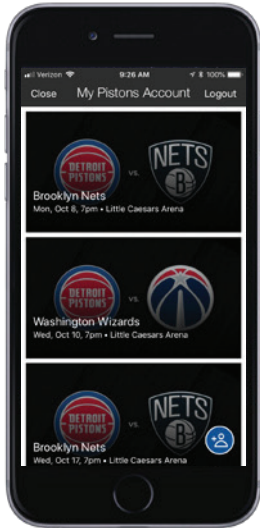 Verizon 9:26 AM 100%
Close My Pistons Account Logout
DETROIT PISTONS VS. NETS B
Brooklyn Nets
Mon, Oct 8, 7pm • Little Caesars Arena
DETROIT PISTONS VS.
Washington Wizards
Wed, Oct 10, 7pm • Little Caesars Arena
DETROIT PISTONS VS. NETS B
Brooklyn Nets
Wed, Oct 17, 7pm • Little Caesars Arena